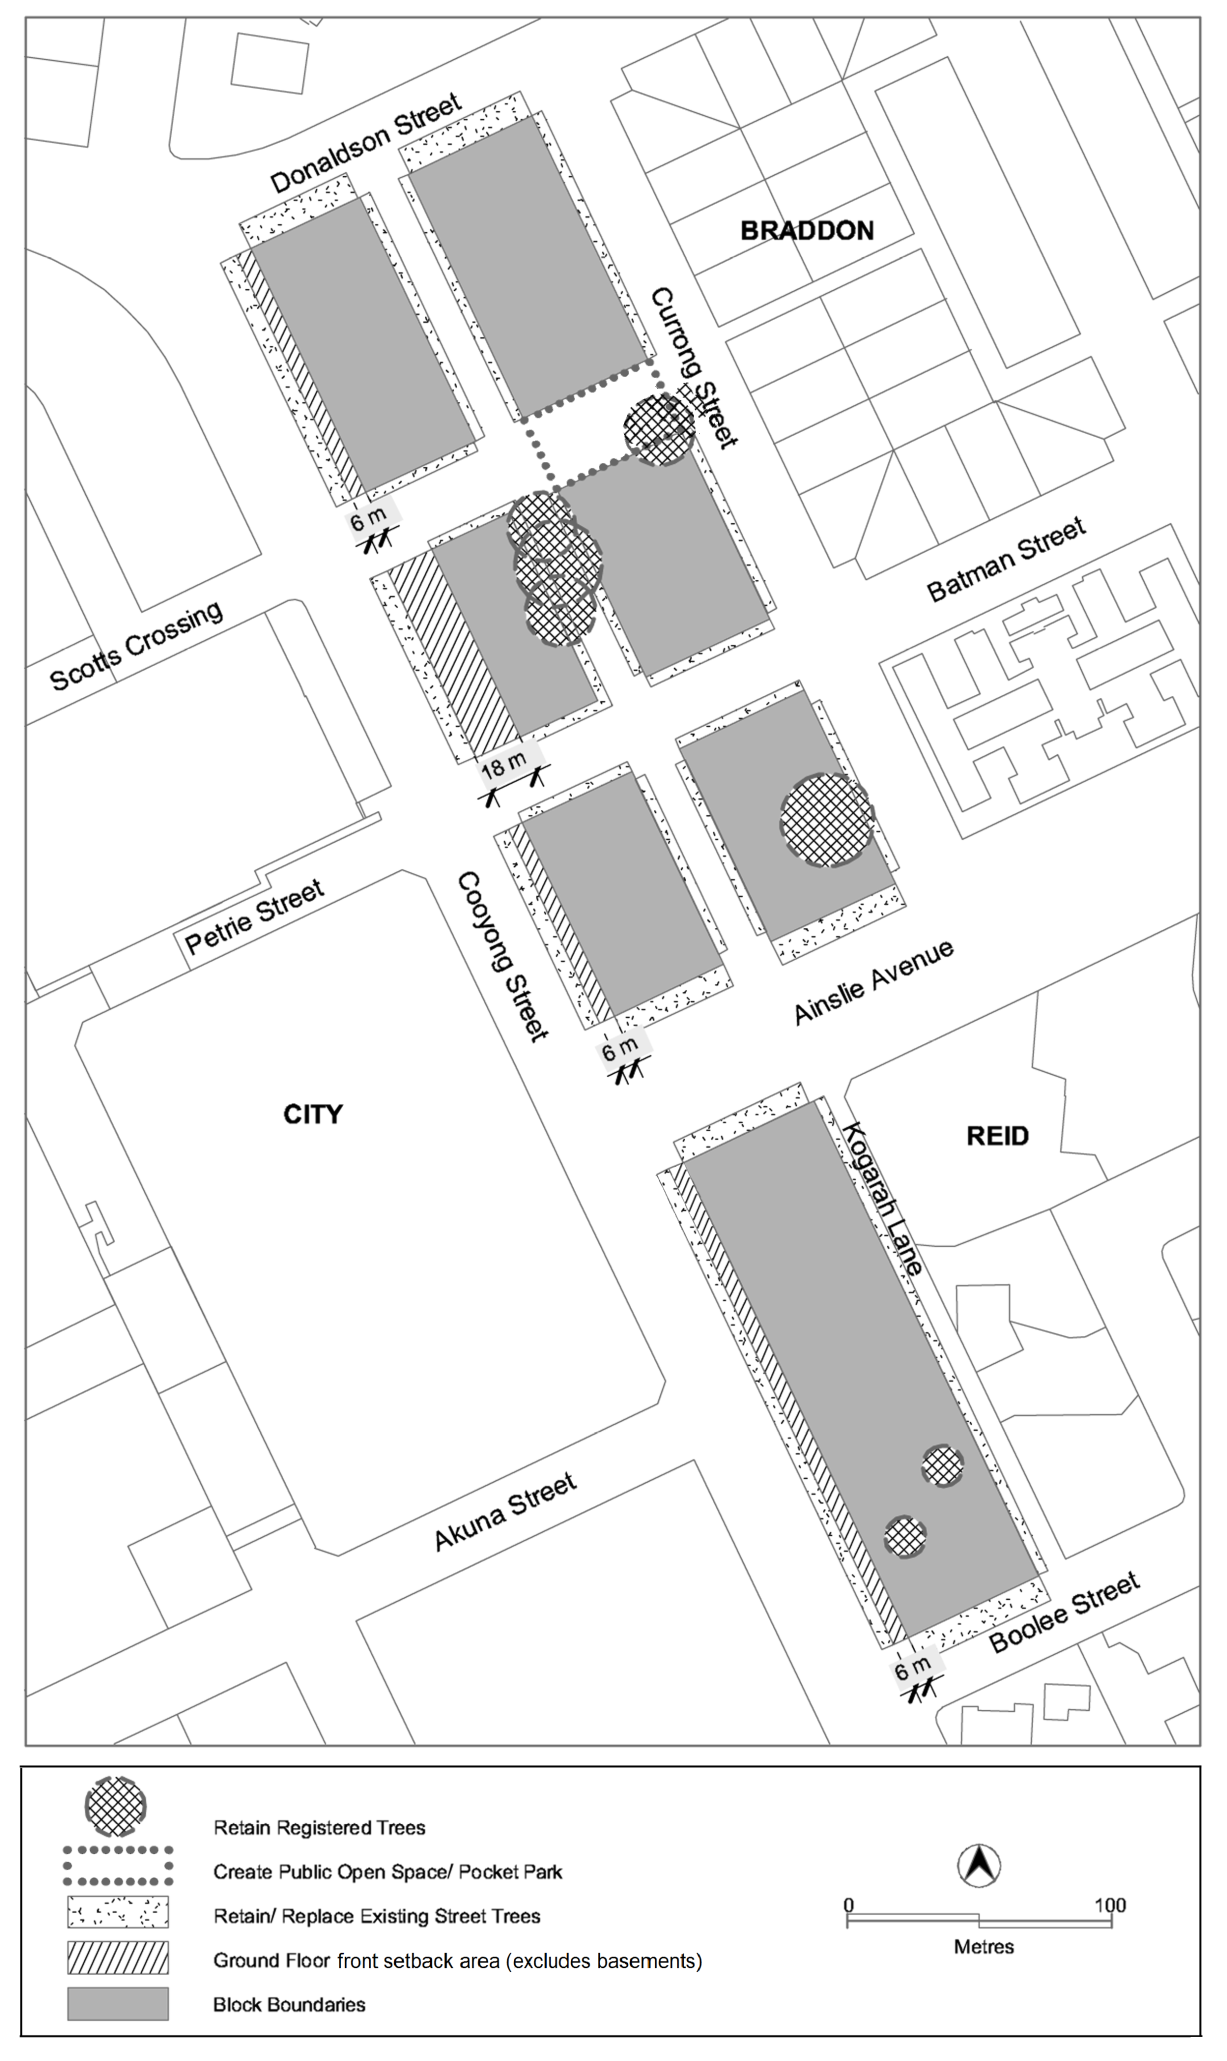 Donaldson Street
BRADDON
Currong Street
6 m
Batman Street
Scotts Crossing
18 m
Petrie Street
Cooyong Street
Ainslie Avenue
6 m
CITY
REID
Kogarah Lane
Akuna Street
Boolee Street
6 m
Retain Registered Trees
Create Public Open Space/ Pocket Park
Retain/ Replace Existing Street Trees
Ground Floor front setback area (excludes basements)
Block Boundaries
0 100
Metres